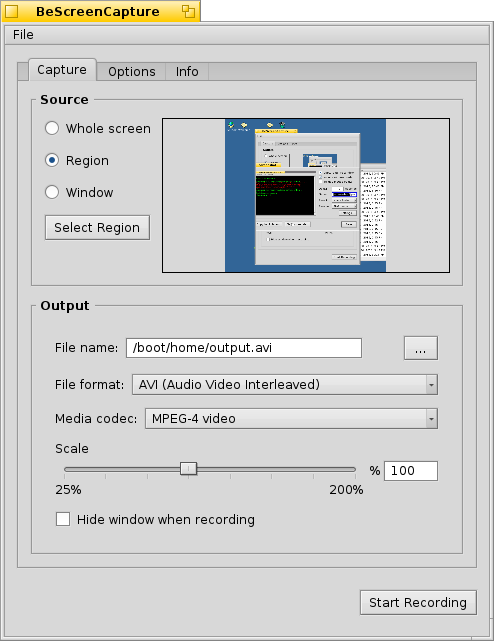 BeScreenCapture
File
Capture Options Info
Source
Whole screen
Region
Window
Select Region
Output
File name: /boot/home/output.avi ...
File format: AVI (Audio Video Interleaved)
Media codec: MPEG-4 video
Scale
% 100
25% 200%
Hide window when recording
Start Recording